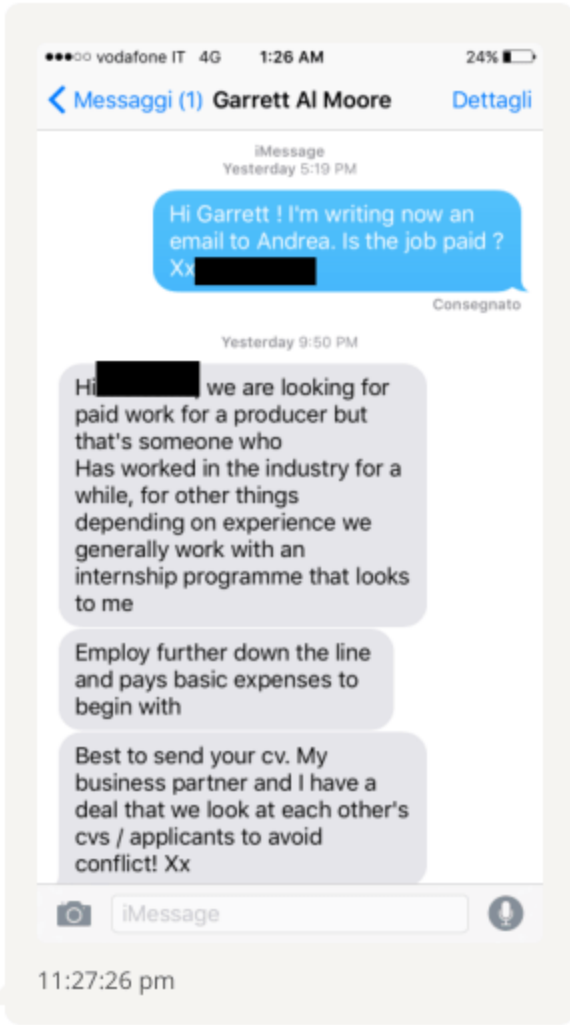 vodafone IT 4G 1:26 AM 24%
Messaggi (1) Garrett Al Moore Dettagli
iMessage
Yesterday 5:19 PM
Hi Garrett ! I'm writing now an
email to Andrea. Is the job paid ?
Xx
Consegnato
Yesterday 9:50 PM
Hi , we are looking for
paid work for a producer but
that's someone who
Has worked in the industry for a
while, for other things
depending on experience we
generally work with an
internship programme that looks
to me
Employ further down the line
and pays basic expenses to
begin with
Best to send your cv. My
business partner and I have a
deal that we look at each other's
cvs / applicants to avoid
conflict! Xx
iMessage
11:27:26 pm